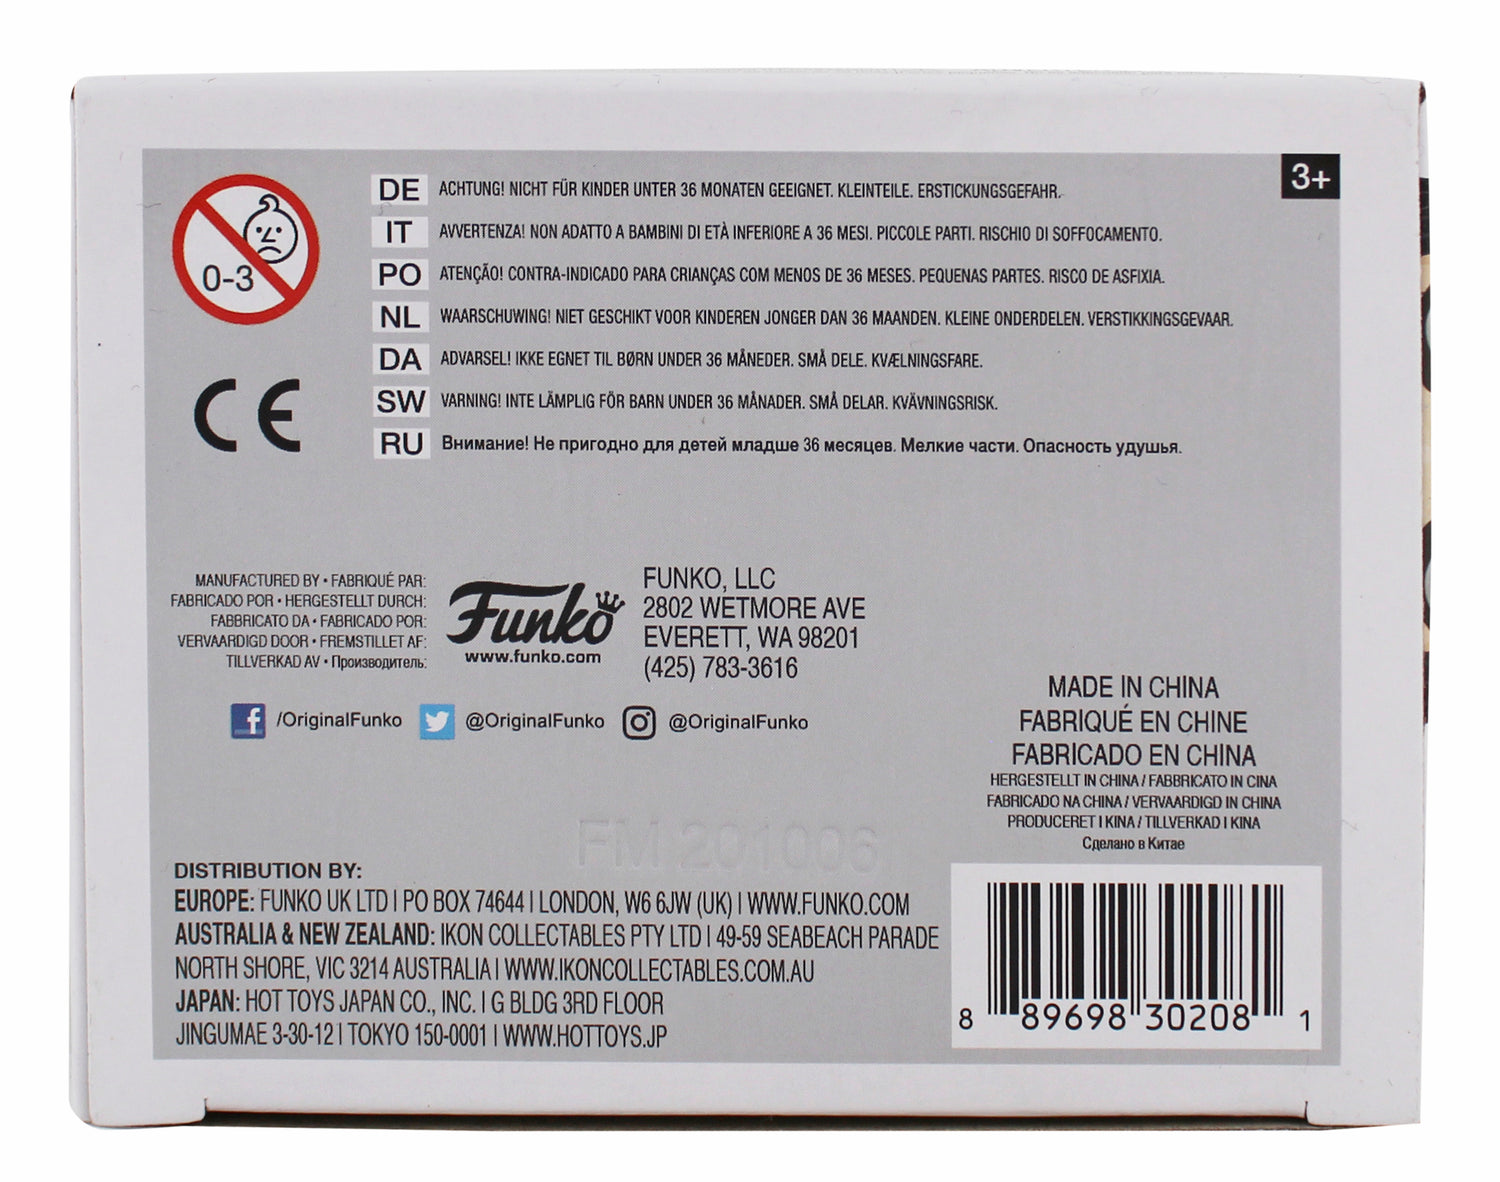 3+
0-3
DE ACHTUNG! NICHT FÜR KINDER UNTER 36 MONATEN GEEIGNET. KLEINTEILE. ERSTICKUNGSGEFAHR.
IT AVVERTENZA! NON ADATTO A BAMBINI DI ETÀ INFERIORE A 36 MESI. PICCOLE PARTI. RISCHIO DI SOFFOCAMENTO.
PO ATENÇÃO! CONTRA-INDICADO PARA CRIANÇAS COM MENOS DE 36 MESES. PEQUENAS PARTES. RISCO DE ASFIXIA.
NL WAARSCHUWING! NIET GESCHIKT VOOR KINDEREN JONGER DAN 36 MAANDEN. KLEINE ONDERDELEN. VERSTIKKINGSGEVAAR.
DA ADVARSEL! IKKE EGNET TIL BØRN UNDER 36 MÅNEDER. SMÅ DELE. KVÆLNINGSFARE.
SW VARNING! INTE LÄMPLIG FÖR BARN UNDER 36 MÅNADER. SMÅ DELAR. KVÄVNINGSRISK.
RU Внимание! Не пригодно для детей младше 36 месяцев. Мелкие части. Опасность удушья.
CE
MANUFACTURED BY • FABRIQUÉ PAR:
FABRICADO POR • HERGESTELLT DURCH:
FABBRICATO DA • FABRICADO POR:
VERVAARDIGD DOOR • FREMSTILLET AF:
TILLVERKAD AV • Производитель:
Funko
www.funko.com
FUNKO, LLC
2802 WETMORE AVE
EVERETT, WA 98201
(425) 783-3616
f /OriginalFunko @OriginalFunko @OriginalFunko
MADE IN CHINA
FABRIQUÉ EN CHINE
FABRICADO EN CHINA
HERGESTELLT IN CHINA / FABBRICATO IN CINA
FABRICADO NA CHINA / VERVAARDIGD IN CHINA
PRODUCERET I KINA / TILLVERKAD I KINA
Сделано в Китае
FM 201006
DISTRIBUTION BY:
EUROPE: FUNKO UK LTD | PO BOX 74644 | LONDON, W6 6JW (UK) | WWW.FUNKO.COM
AUSTRALIA & NEW ZEALAND: IKON COLLECTABLES PTY LTD | 49-59 SEABEACH PARADE
NORTH SHORE, VIC 3214 AUSTRALIA | WWW.IKONCOLLECTABLES.COM.AU
JAPAN: HOT TOYS JAPAN CO., INC. | G BLDG 3RD FLOOR
JINGUMAE 3-30-12 | TOKYO 150-0001 | WWW.HOTTOYS.JP
8 89698 30208 1